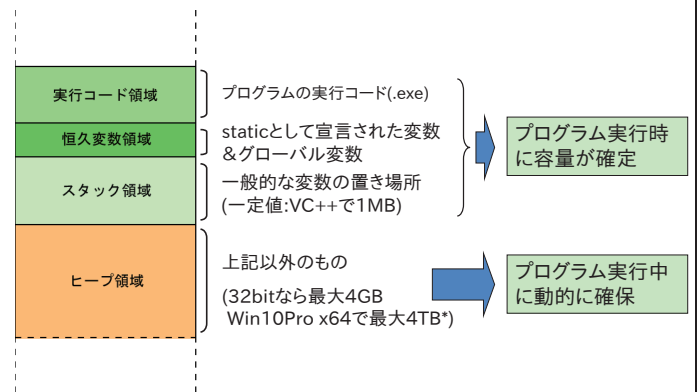 実行コード領域
プログラムの実行コード(.exe)
恒久変数領域
staticとして宣言された変数
&グローバル変数
プログラム実行時
に容量が確定
スタック領域
一般的な変数の置き場所
(一定値:VC++で1MB)
ヒープ領域
上記以外のもの
(32bitなら最大4GB
Win10Pro x64で最大4TB*)
プログラム実行中
に動的に確保